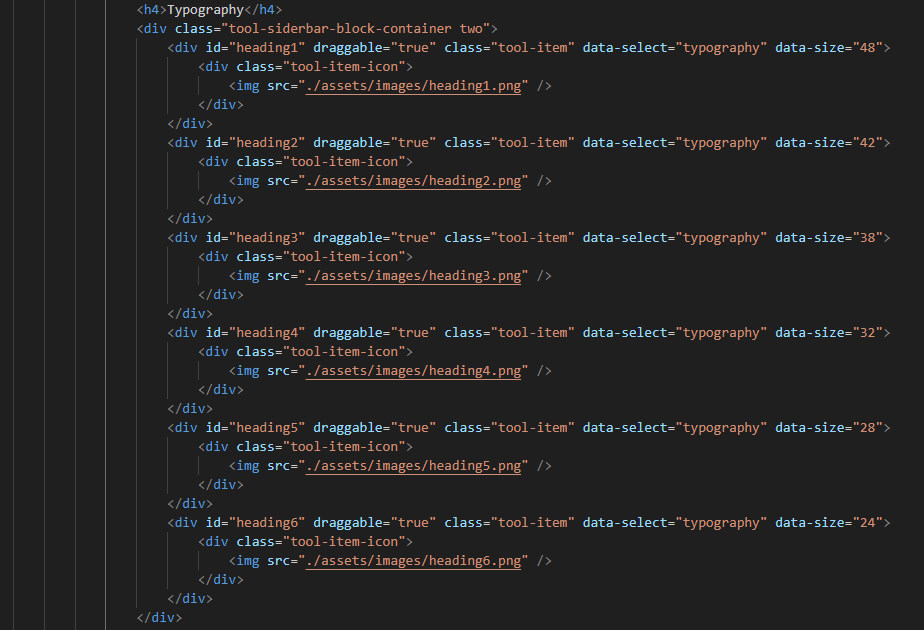 <h4>Typography</h4>
<div class="tool-siderbar-block-container two">
<div id="heading1" draggable="true" class="tool-item" data-select="typography" data-size="48">
<div class="tool-item-icon">
<img src="./assets/images/heading1.png" />
</div>
</div>
<div id="heading2" draggable="true" class="tool-item" data-select="typography" data-size="42">
<div class="tool-item-icon">
<img src="./assets/images/heading2.png" />
</div>
</div>
<div id="heading3" draggable="true" class="tool-item" data-select="typography" data-size="38">
<div class="tool-item-icon">
<img src="./assets/images/heading3.png" />
</div>
</div>
<div id="heading4" draggable="true" class="tool-item" data-select="typography" data-size="32">
<div class="tool-item-icon">
<img src="./assets/images/heading4.png" />
</div>
</div>
<div id="heading5" draggable="true" class="tool-item" data-select="typography" data-size="28">
<div class="tool-item-icon">
<img src="./assets/images/heading5.png" />
</div>
</div>
<div id="heading6" draggable="true" class="tool-item" data-select="typography" data-size="24">
<div class="tool-item-icon">
<img src="./assets/images/heading6.png" />
</div>
</div>
</div>